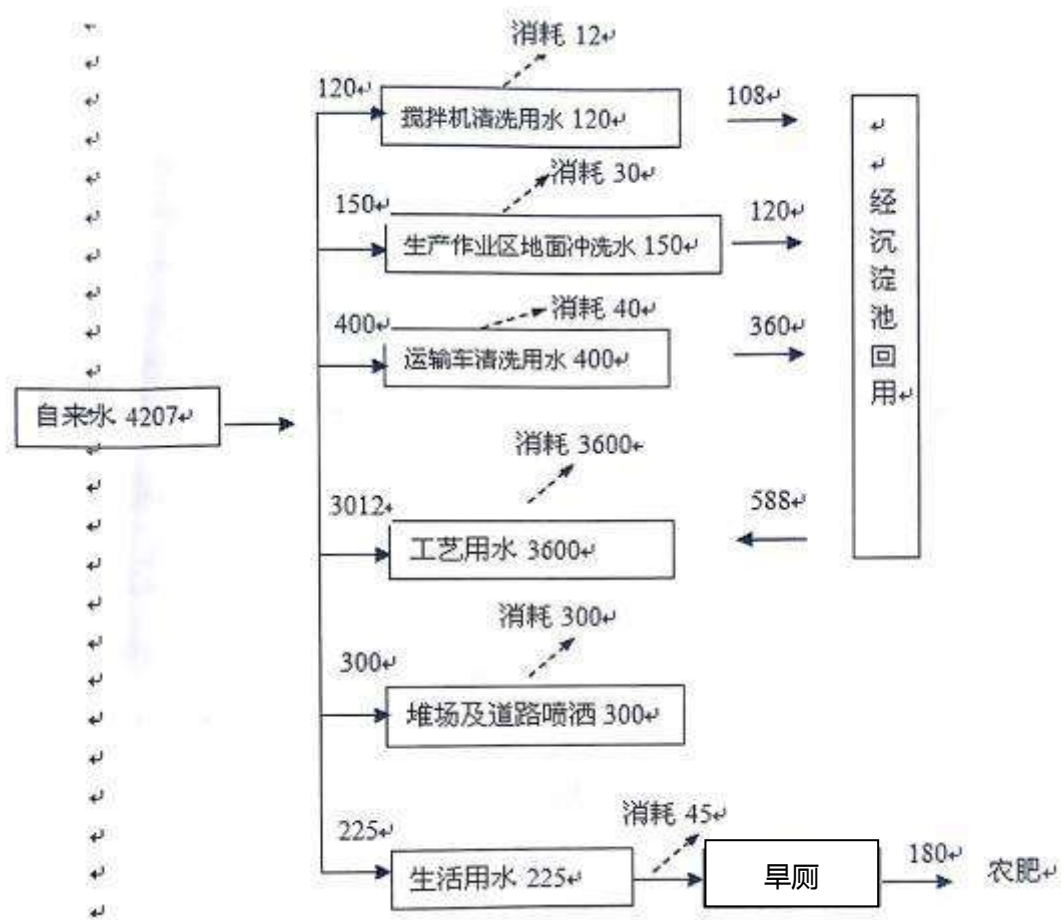 消耗 12
120
搅拌机清洗用水 120
108
消耗 30
150
生产作业区地面冲洗水 150
120
消耗 40
400
运输车清洗用水 400
360
经沉淀池回用
自来水 4207
消耗 3600
3012
工艺用水 3600
588
消耗 300
300
堆场及道路喷洒 300
消耗 45
225
生活用水 225
旱厕
180
农肥